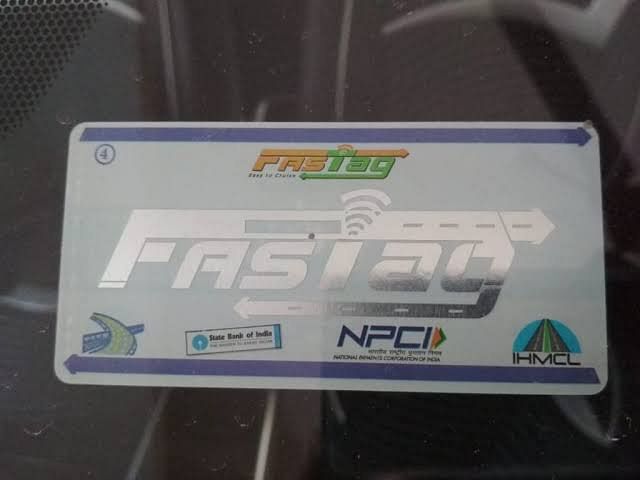 4
FASTag
Easy to Cruise
FASTag
State Bank of India
NPCI
भारतीय राष्ट्रीय भुगतान निगम
NATIONAL PAYMENTS CORPORATION OF INDIA
IHMCL